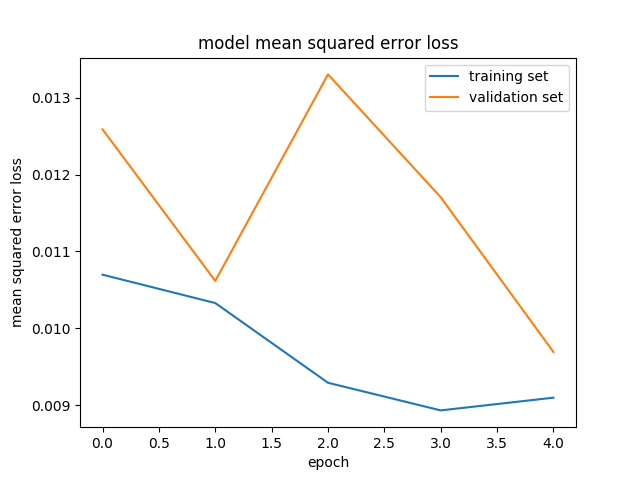 model mean squared error loss
training set
validation set
0.013
0.012
0.011
0.010
0.009
mean squared error loss
0.0 0.5 1.0 1.5 2.0 2.5 3.0 3.5 4.0
epoch